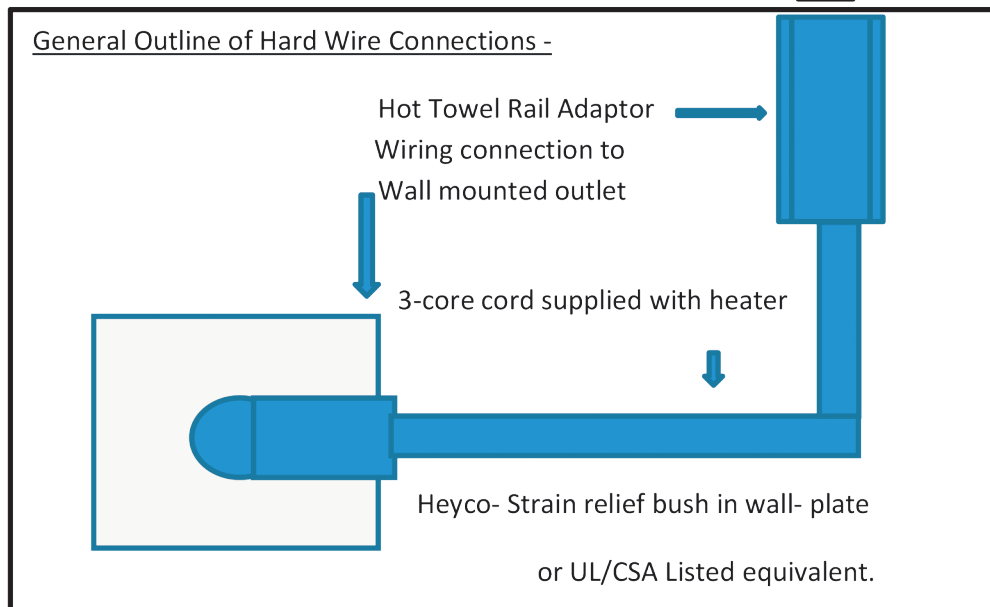 General Outline of Hard Wire Connections -
Hot Towel Rail Adaptor
Wiring connection to
Wall mounted outlet
3-core cord supplied with heater
Heyco- Strain relief bush in wall- plate
or UL/CSA Listed equivalent.